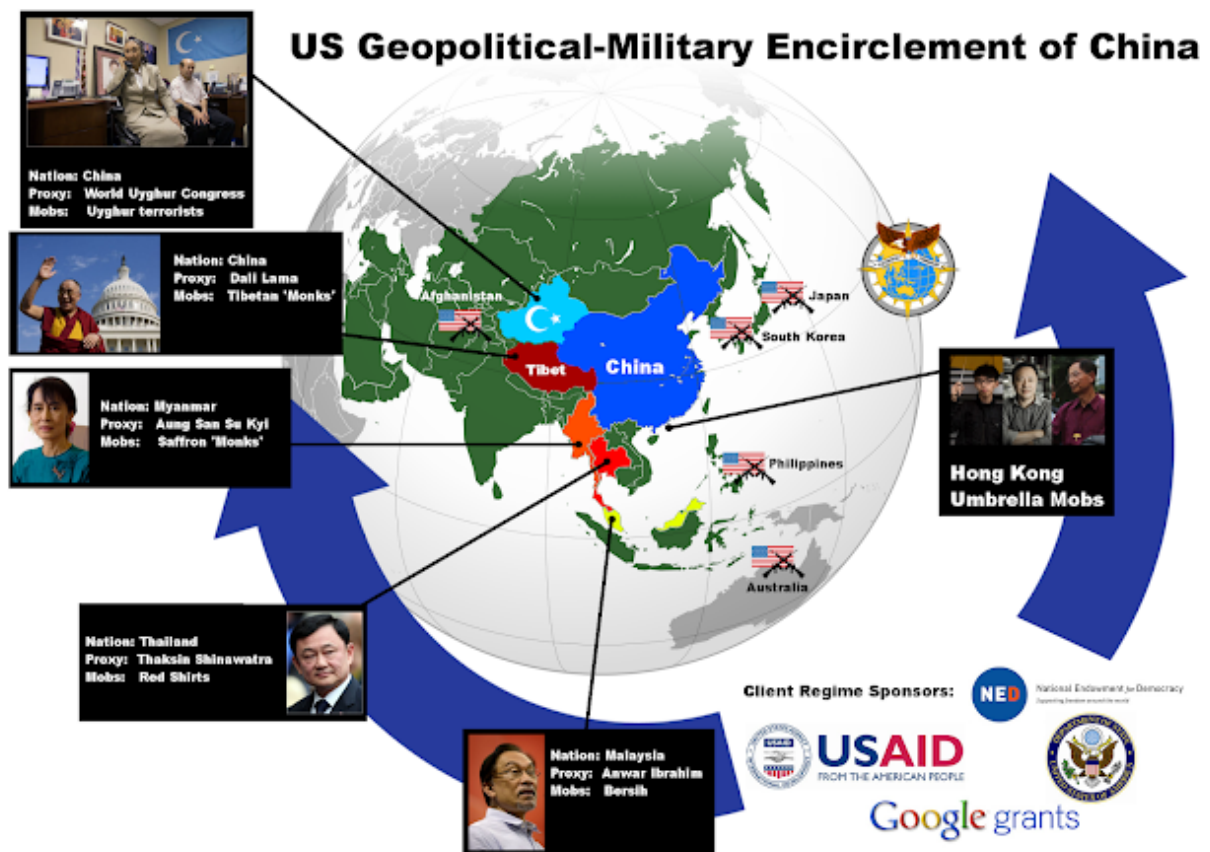 US Geopolitical-Military Encirclement of China
Nation: China
Proxy: World Uyghur Congress
Mobs: Uyghur terrorists
Nation: China
Proxy: Dali Lama
Mobs: Tibetan 'Monks'
Nation: Myanmar
Proxy: Aung San Su Kyi
Mobs: Saffron 'Monks'
Afghanistan
Japan
South Korea
China
Tibet
Philippines
Australia
Hong Kong
Umbrella Mobs
Nation: Thailand
Proxy: Thaksin Shinawatra
Mobs: Red Shirts
Nation: Malaysia
Proxy: Anwar Ibrahim
Mobs: Bersih
Client Regime Sponsors:
NED
National Endowment for Democracy
Supporting freedom around the world
USAID
USAID
FROM THE AMERICAN PEOPLE
Google grants